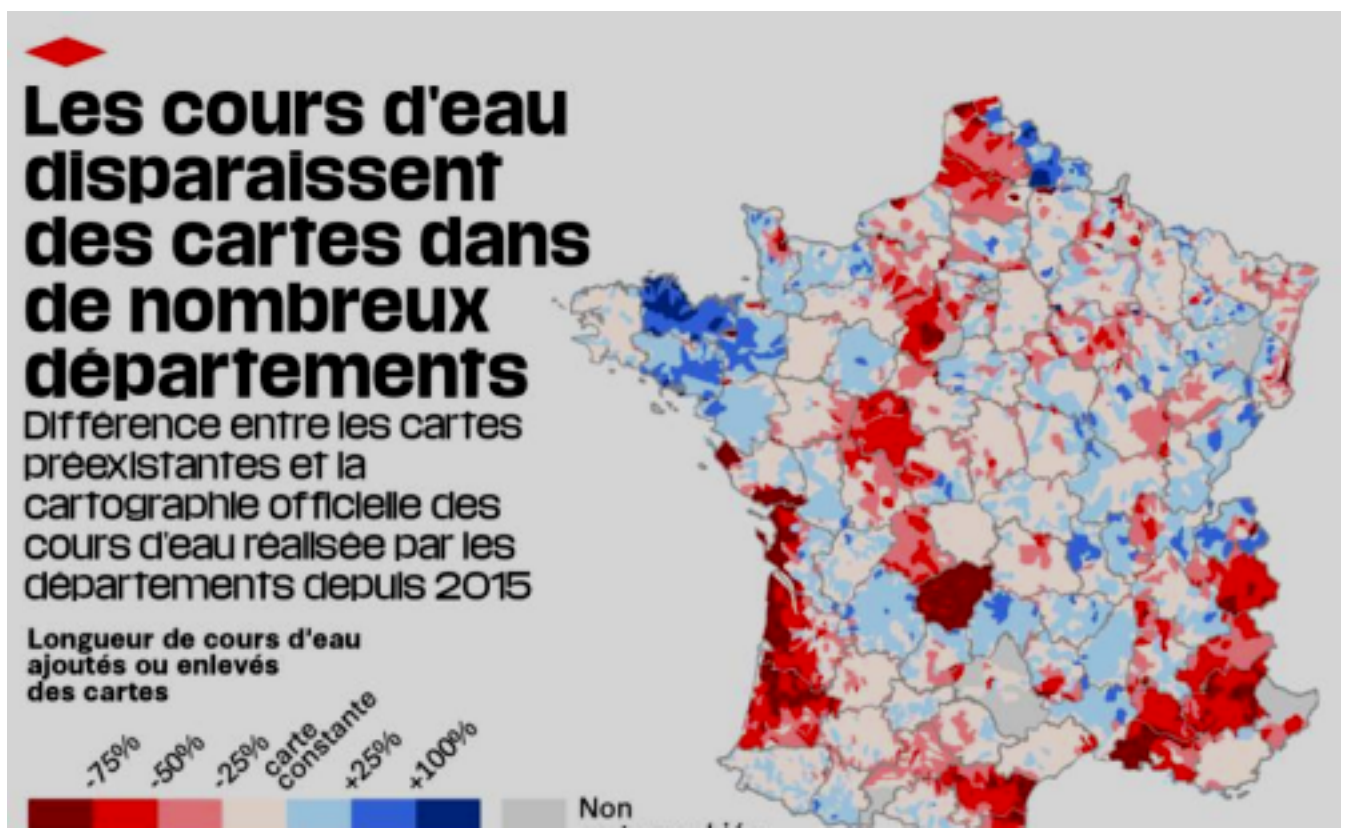 Les cours d'eau
disparaissent
des cartes dans
de nombreux
départements
Différence entre les cartes
préexistantes et la
cartographie officielle des
cours d'eau réalisée par les
départements depuis 2015
Longueur de cours d'eau
ajoutés ou enlevés
des cartes
-75%
-50%
-25%
carte
constante
+25%
+100%
Non